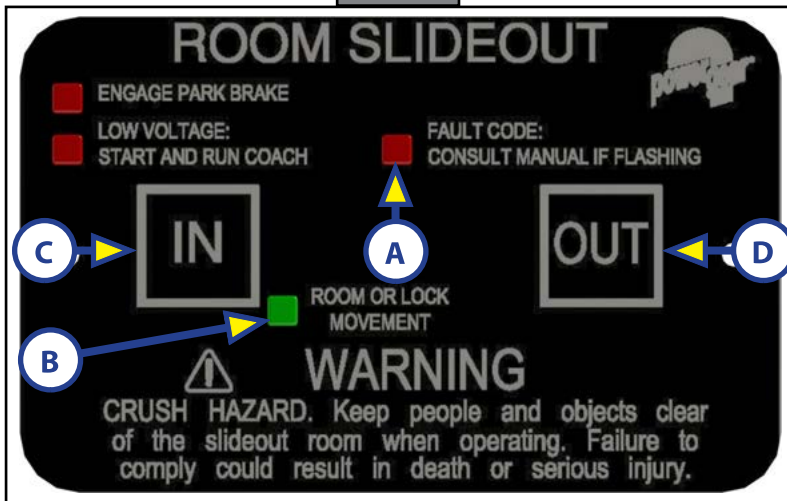 ROOM SLIDEOUT
powergear
ENGAGE PARK BRAKE
LOW VOLTAGE:
START AND RUN COACH
FAULT CODE:
CONSULT MANUAL IF FLASHING
C
IN
A
OUT
D
B
ROOM OR LOCK
MOVEMENT
WARNING
CRUSH HAZARD. Keep people and objects clear
of the slideout room when operating. Failure to
comply could result in death or serious injury.